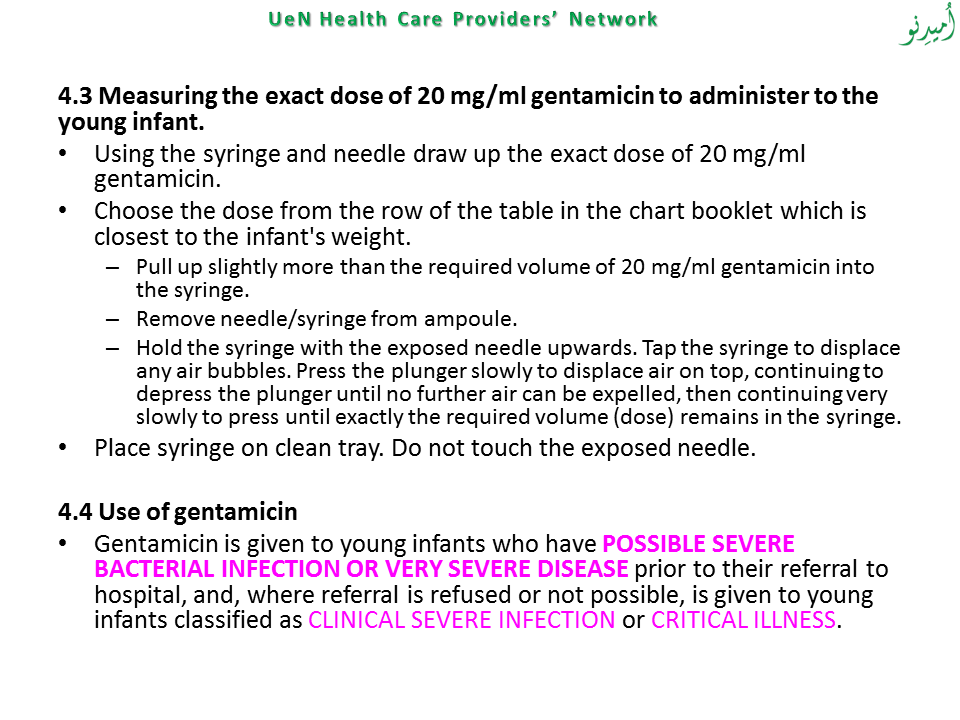 UeN Health Care Providers’ Network
اُمیدِنو
4.3 Measuring the exact dose of 20 mg/ml gentamicin to administer to the
young infant.
• Using the syringe and needle draw up the exact dose of 20 mg/ml
gentamicin.
• Choose the dose from the row of the table in the chart booklet which is
closest to the infant's weight.
– Pull up slightly more than the required volume of 20 mg/ml gentamicin into
the syringe.
– Remove needle/syringe from ampoule.
– Hold the syringe with the exposed needle upwards. Tap the syringe to displace
any air bubbles. Press the plunger slowly to displace air on top, continuing to
depress the plunger until no further air can be expelled, then continuing very
slowly to press until exactly the required volume (dose) remains in the syringe.
• Place syringe on clean tray. Do not touch the exposed needle.
4.4 Use of gentamicin
• Gentamicin is given to young infants who have POSSIBLE SEVERE
BACTERIAL INFECTION OR VERY SEVERE DISEASE prior to their referral to
hospital, and, where referral is refused or not possible, is given to young
infants classified as CLINICAL SEVERE INFECTION or CRITICAL ILLNESS.